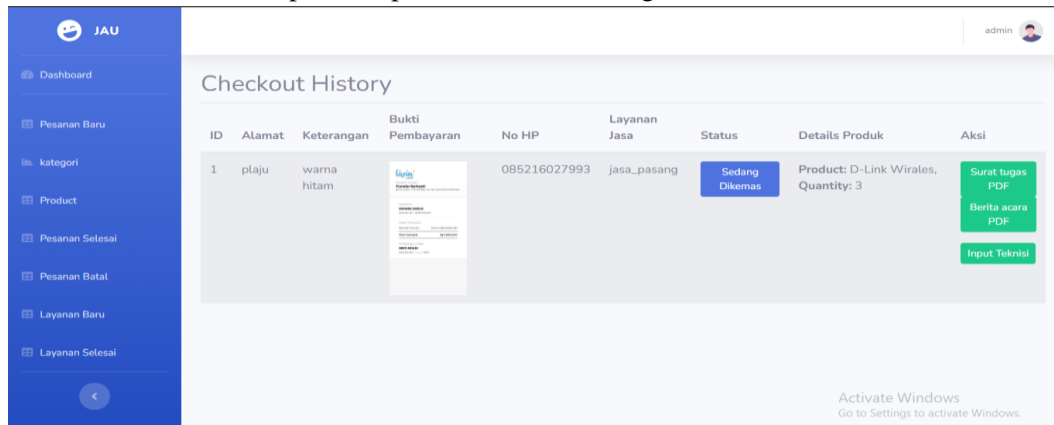 JAU
admin
Dashboard
Checkout History
Pesanan Baru
kategori
Product
Pesanan Selesai
Pesanan Batal
Layanan Baru
Layanan Selesai
ID Alamat Keterangan Bukti Pembayaran No HP Layanan Jasa Status Details Produk Aksi
1 plaju warna hitam
livin'
085216027993 jasa_pasang
Sedang Dikemas
Product: D-Link Wirales,
Quantity: 3
Surat tugas
PDF
Berita acara
PDF
Input Teknisi
Activate Windows
Go to Settings to activate Windows.